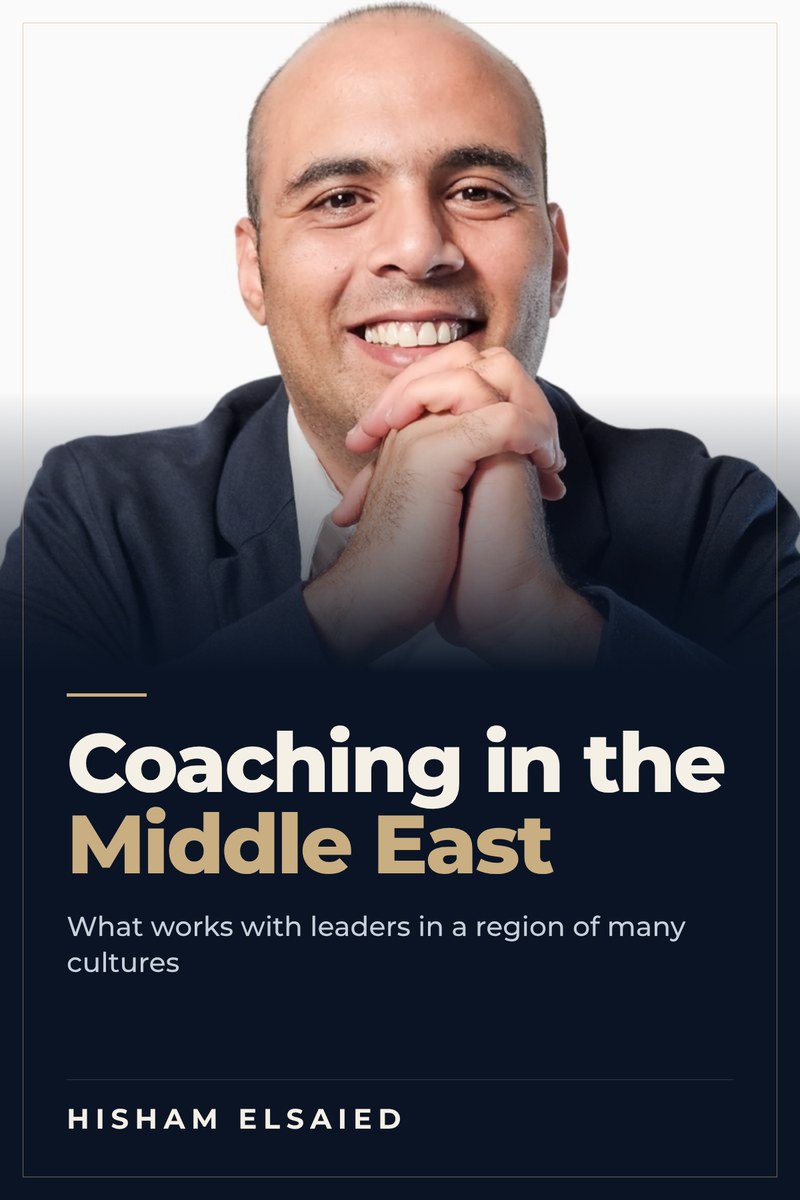 Coaching in the
Middle East
What works with leaders in a region of many
cultures
HISHAM ELSAIED